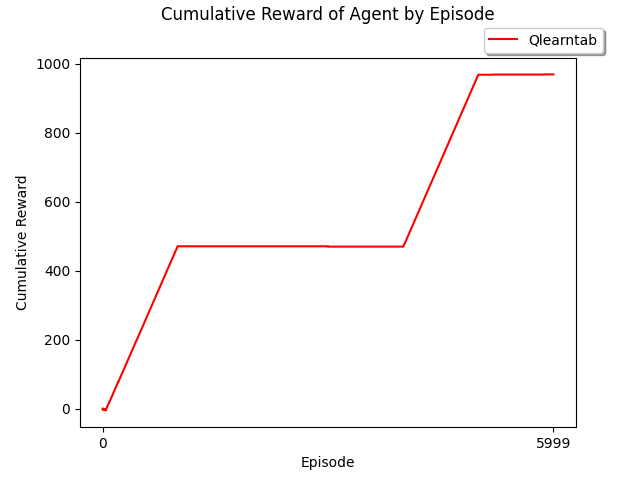 Cumulative Reward of Agent by Episode
Qlearntab
1000
800
600
400
200
0
Cumulative Reward
0
5999
Episode